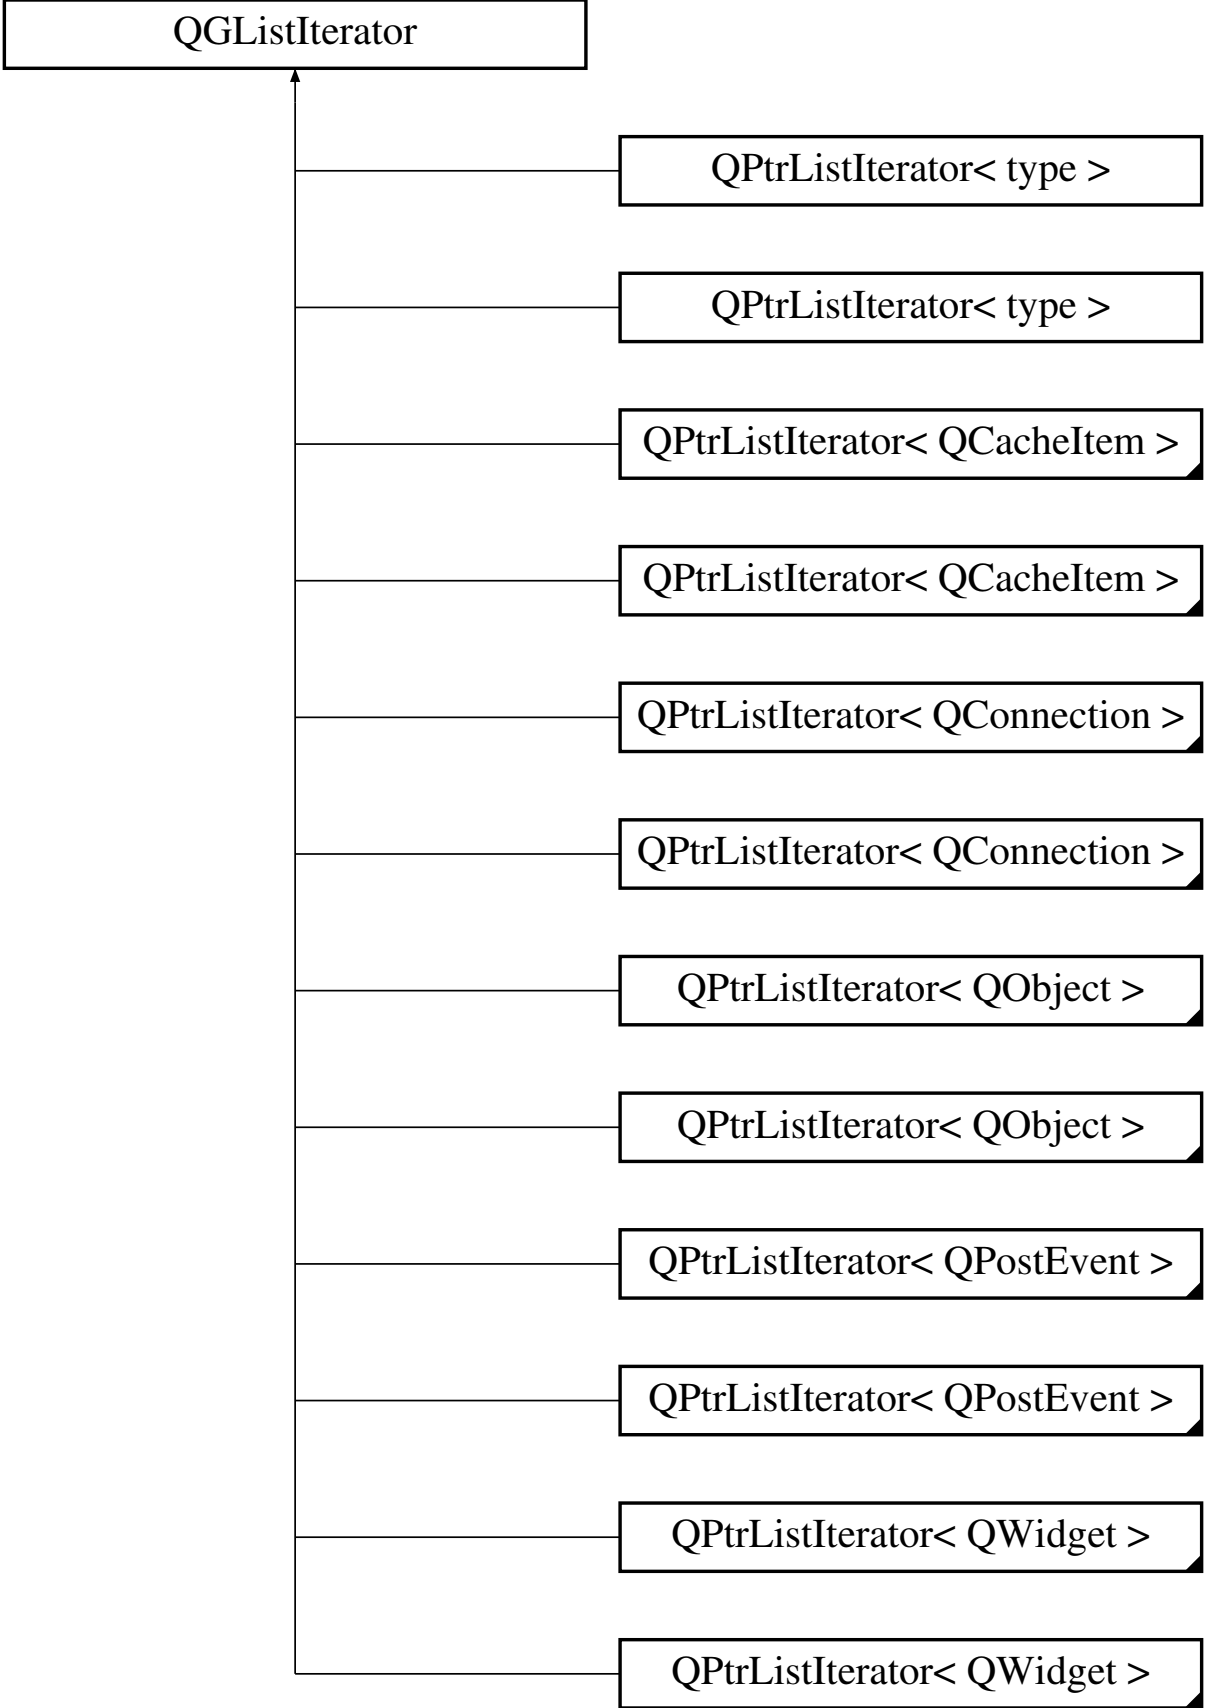 QGListIterator
QPtrListIterator< type >
QPtrListIterator< type >
QPtrListIterator< QCacheItem >
QPtrListIterator< QCacheItem >
QPtrListIterator< QConnection >
QPtrListIterator< QConnection >
QPtrListIterator< QObject >
QPtrListIterator< QObject >
QPtrListIterator< QPostEvent >
QPtrListIterator< QPostEvent >
QPtrListIterator< QWidget >
QPtrListIterator< QWidget >